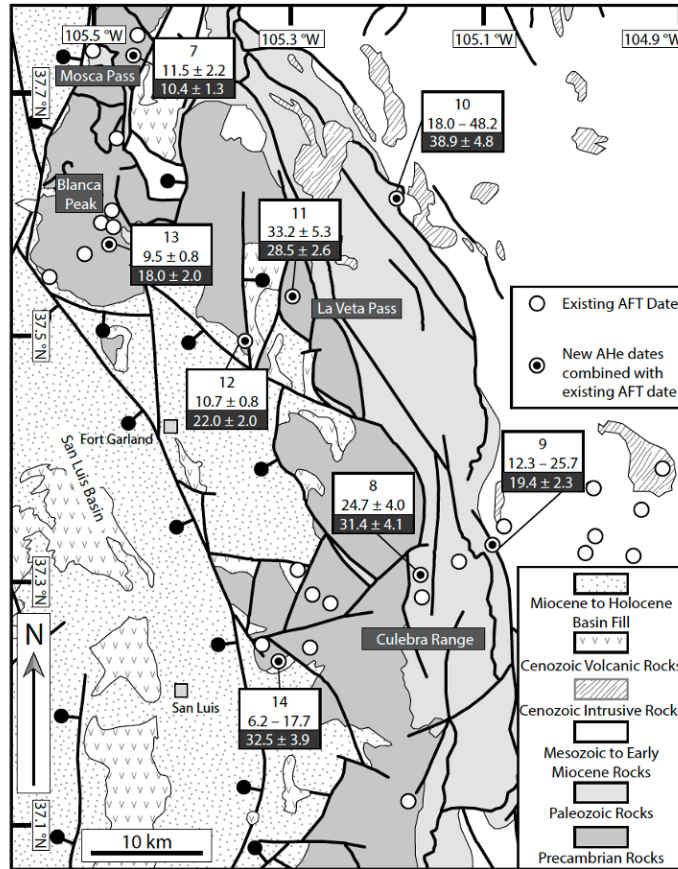 105.5 °W
105.3 °W
105.1 °W
104.9 °W
37.7 °N
37.5 °N
37.3 °N
37.1 °N
Mosca Pass
7
11.5 ± 2.2
10.4 ± 1.3
10
18.0 – 48.2
38.9 ± 4.8
Blanca
Peak
11
33.2 ± 5.3
28.5 ± 2.6
13
9.5 ± 0.8
18.0 ± 2.0
La Veta Pass
Existing AFT Date
New AHe dates
combined with
existing AFT date
12
10.7 ± 0.8
22.0 ± 2.0
Fort Garland
San Luis Basin
9
12.3 – 25.7
19.4 ± 2.3
8
24.7 ± 4.0
31.4 ± 4.1
Culebra Range
N
San Luis
14
6.2 – 17.7
32.5 ± 3.9
10 km
Miocene to Holocene
Basin Fill
Cenozoic Volcanic Rocks
Cenozoic Intrusive Rock
Mesozoic to Early
Miocene Rocks
Paleozoic Rocks
Precambrian Rocks